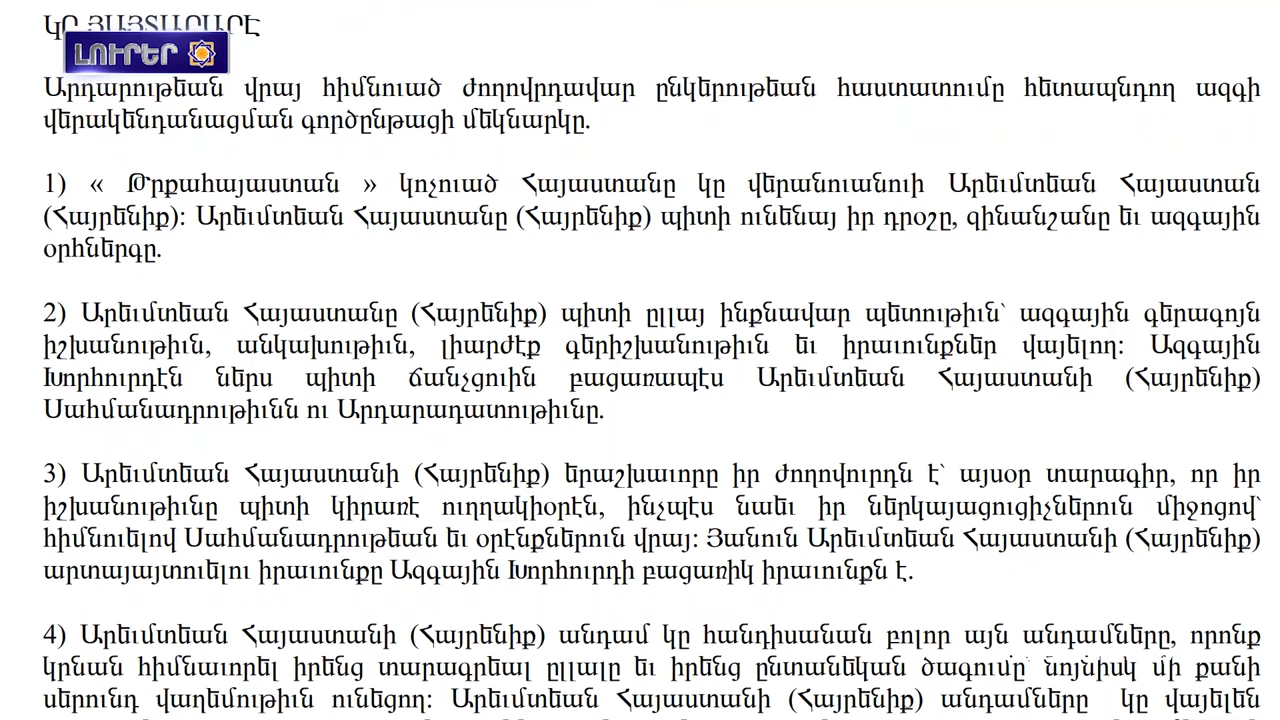 ԿԸ ՅԱՅՏԱՐԱՐԷ
ԼՈՒՐԵՐ
Արդարութեան վրայ հիմնուած ժողովրդավար ընկերութեան հաստատումը հետապնդող ազգի
վերակենդանացման գործընթացի մեկնարկը.
1) « Թրքահայաստան » կոչուած Հայաստանը կը վերանուանուի Արեւմտեան Հայաստան
(Հայրենիք)։ Արեւմտեան Հայաստանը (Հայրենիք) պիտի ունենայ իր դրօշը, զինանշանը եւ ազգային
օրհներգը.
2) Արեւմտեան Հայաստանը (Հայրենիք) պիտի ըլլայ ինքնավար պետութիւն՝ ազգային գերագոյն
իշխանութիւն, անկախութիւն, լիարժէք գերիշխանութիւն եւ իրաւունքներ վայելող։ Ազգային
Խորհուրդէն ներս պիտի ճանչցուին բացառապէս Արեւմտեան Հայաստանի (Հայրենիք)
Սահմանադրութիւնն ու Արդարադատութիւնը.
3) Արեւմտեան Հայաստանի (Հայրենիք) երաշխաւորը իր ժողովուրդն է՝ այսօր տարագիր, որ իր
իշխանութիւնը պիտի կիրառէ ուղղակիօրէն, ինչպէս նաեւ իր ներկայացուցիչներուն միջոցով՝
հիմնուելով Սահմանադրութեան եւ օրէնքներուն վրայ։ Յանուն Արեւմտեան Հայաստանի (Հայրենիք)
արտայայտուելու իրաւունքը Ազգային Խորհուրդի բացառիկ իրաւունքն է.
4) Արեւմտեան Հայաստանի (Հայրենիք) անդամ կը հանդիսանան բոլոր այն անդամները, որոնք
կրնան հիմնաւորել իրենց տարագրեալ ըլլալը եւ իրենց ընտանեկան ծագումը՝ նոյնիսկ մի քանի
սերունդ վաղեմութիւն ունեցող։ Արեւմտեան Հայաստանի (Հայրենիք) անդամները կը վայելեն